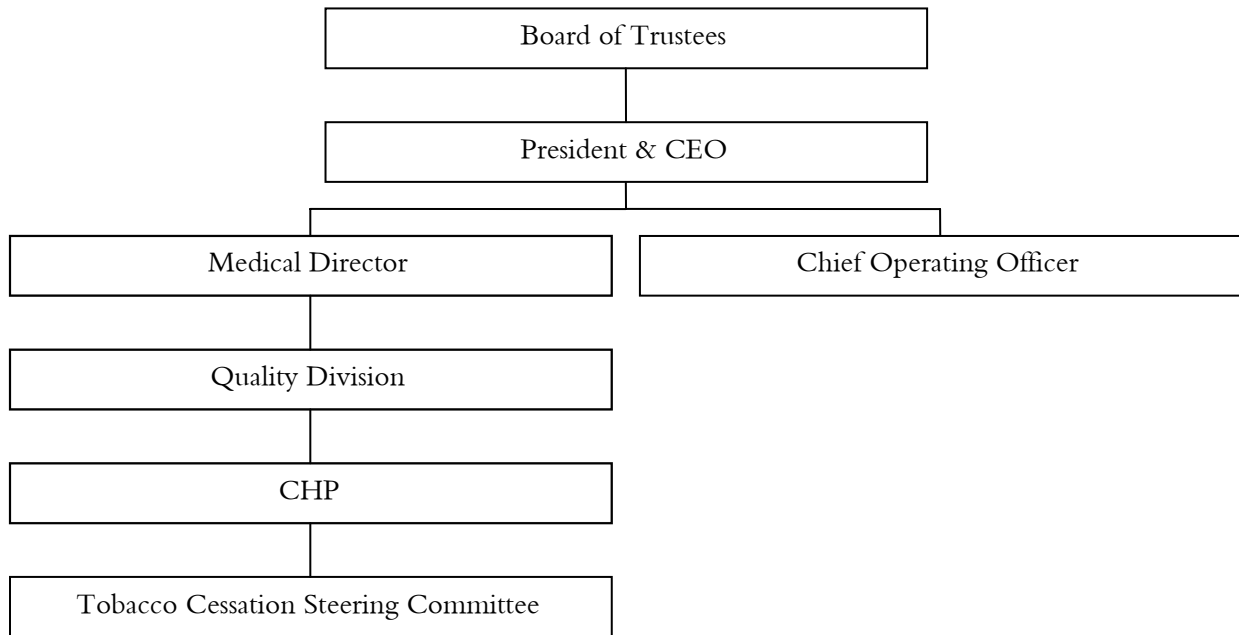 Board of Trustees
President & CEO
Medical Director
Chief Operating Officer
Quality Division
CHP
Tobacco Cessation Steering Committee